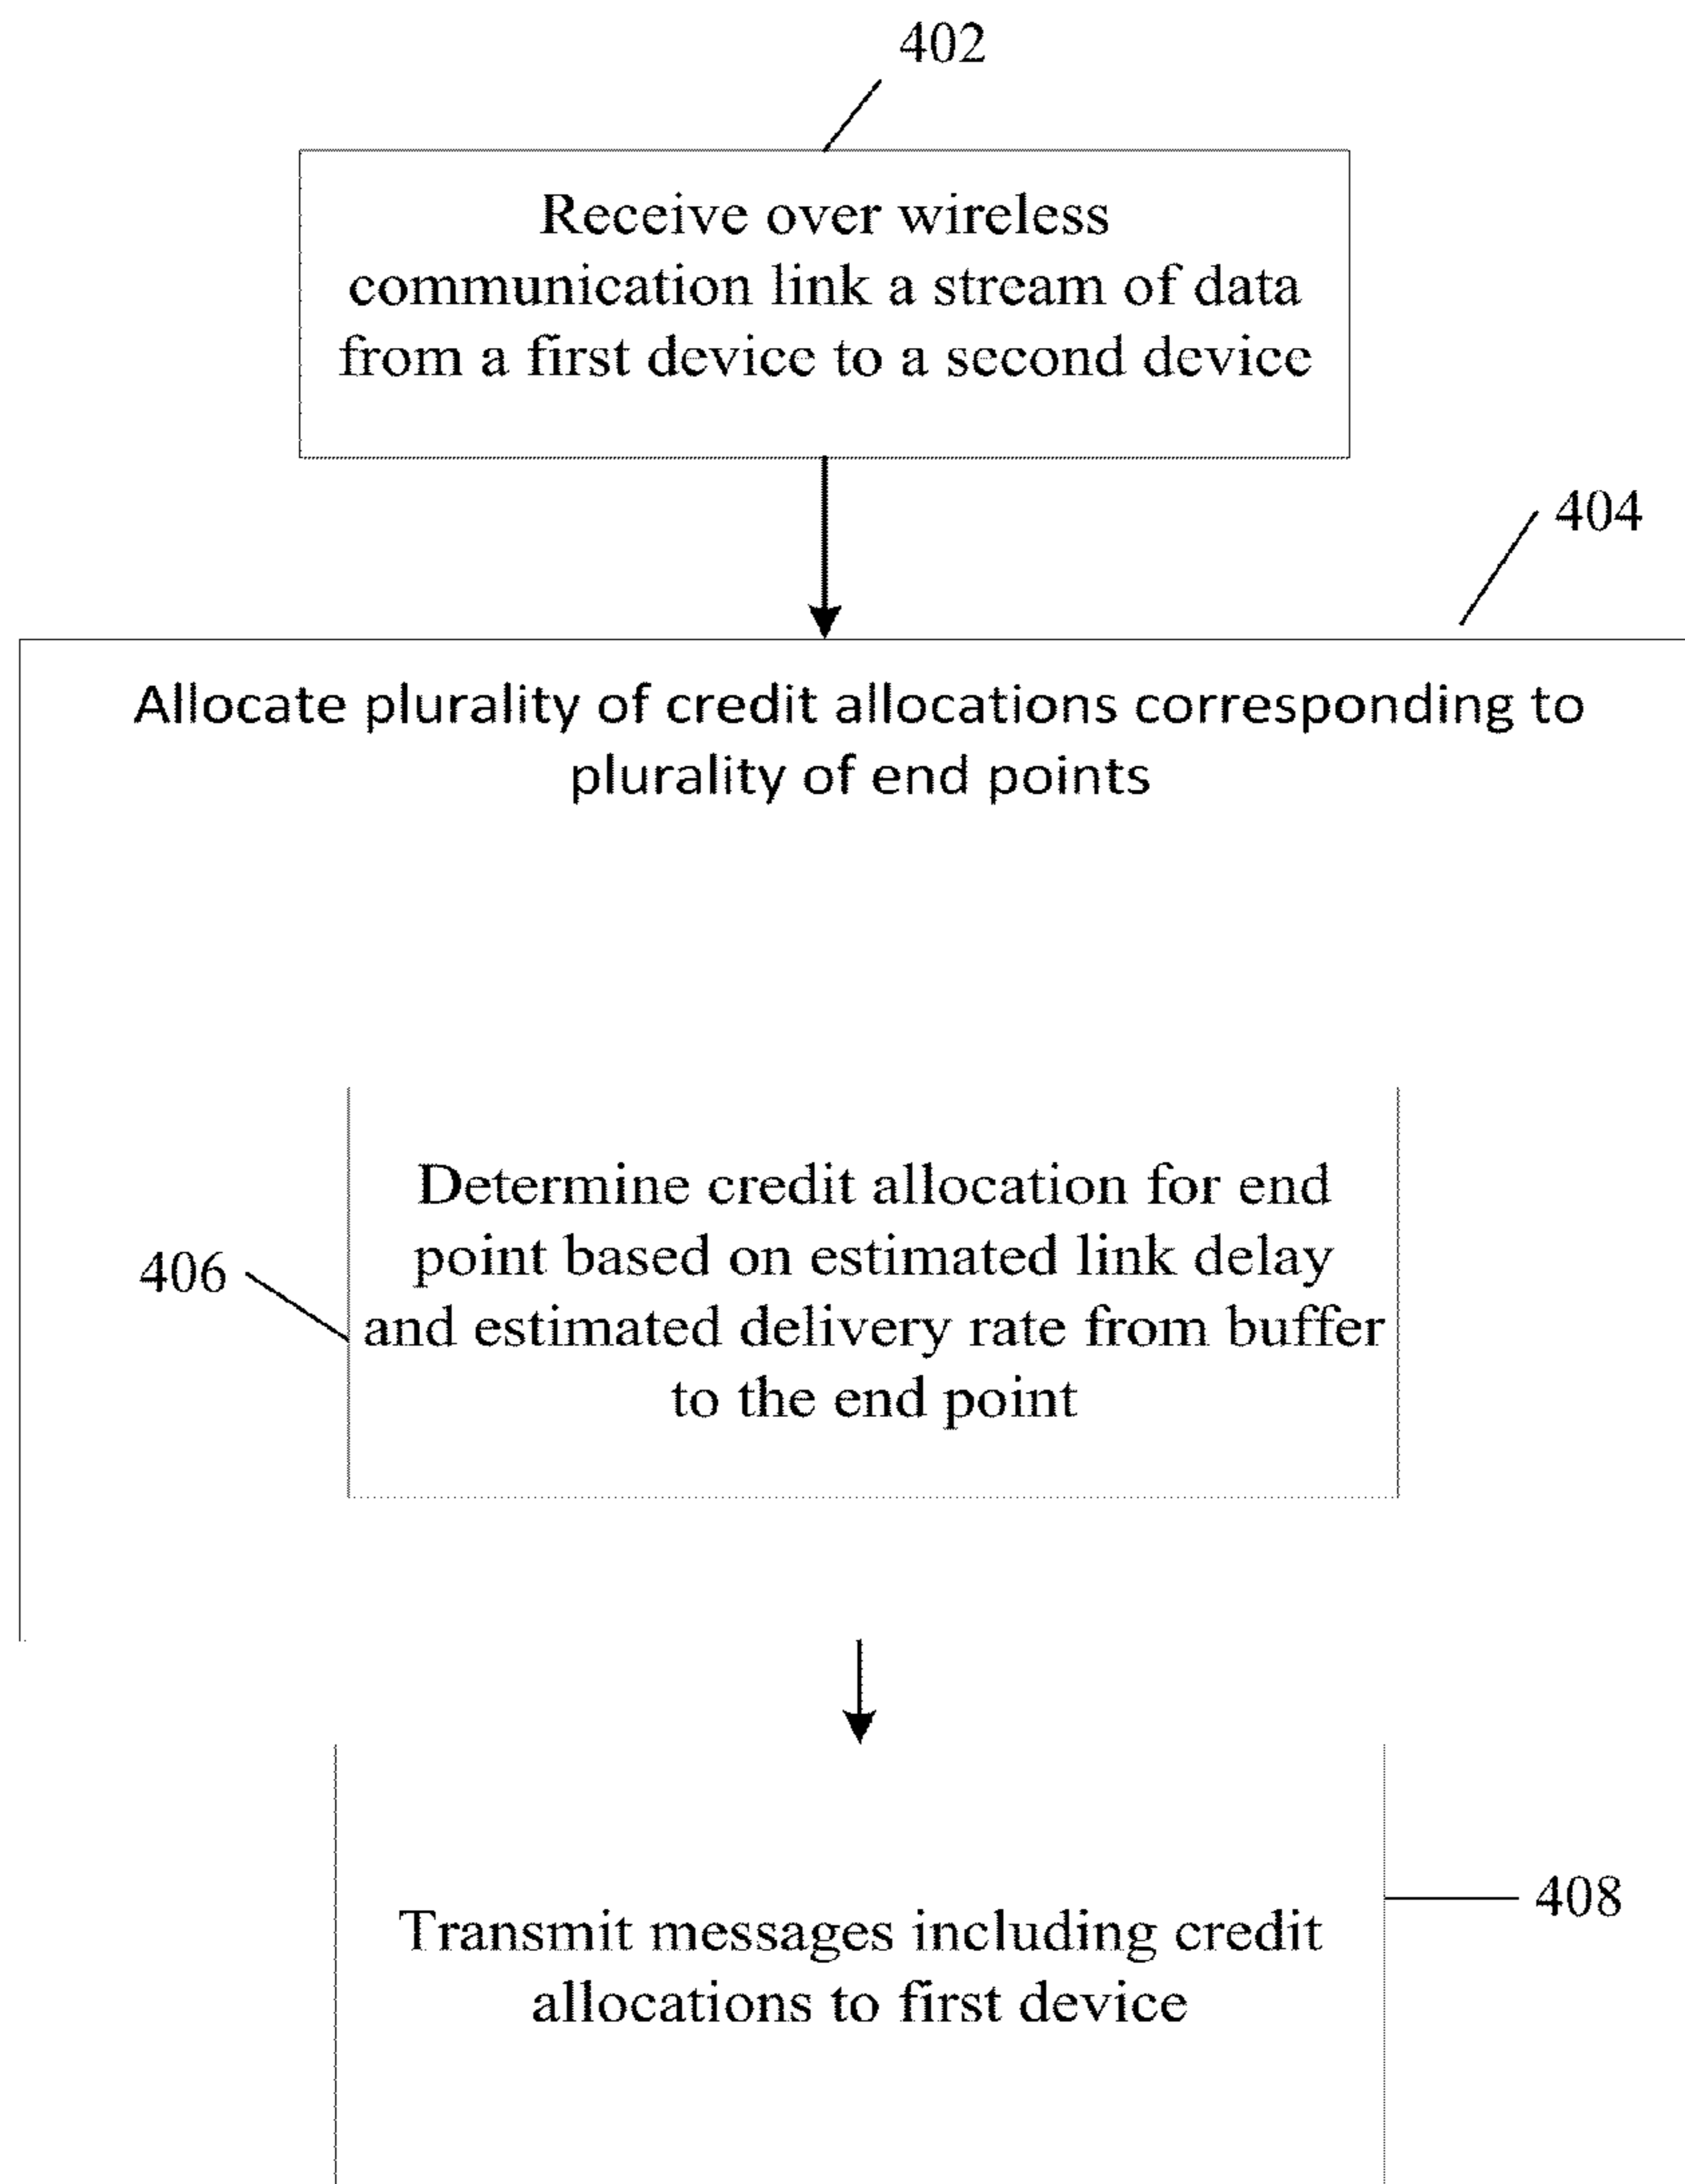 402
Receive over wireless
communication link a stream of data
from a first device to a second device
404
Allocate plurality of credit allocations corresponding to
plurality of end points
Determine credit allocation for end
point based on estimated link delay
406
and estimated delivery rate from buffer
to the end point
408
Transmit messages including credit
allocations to first device